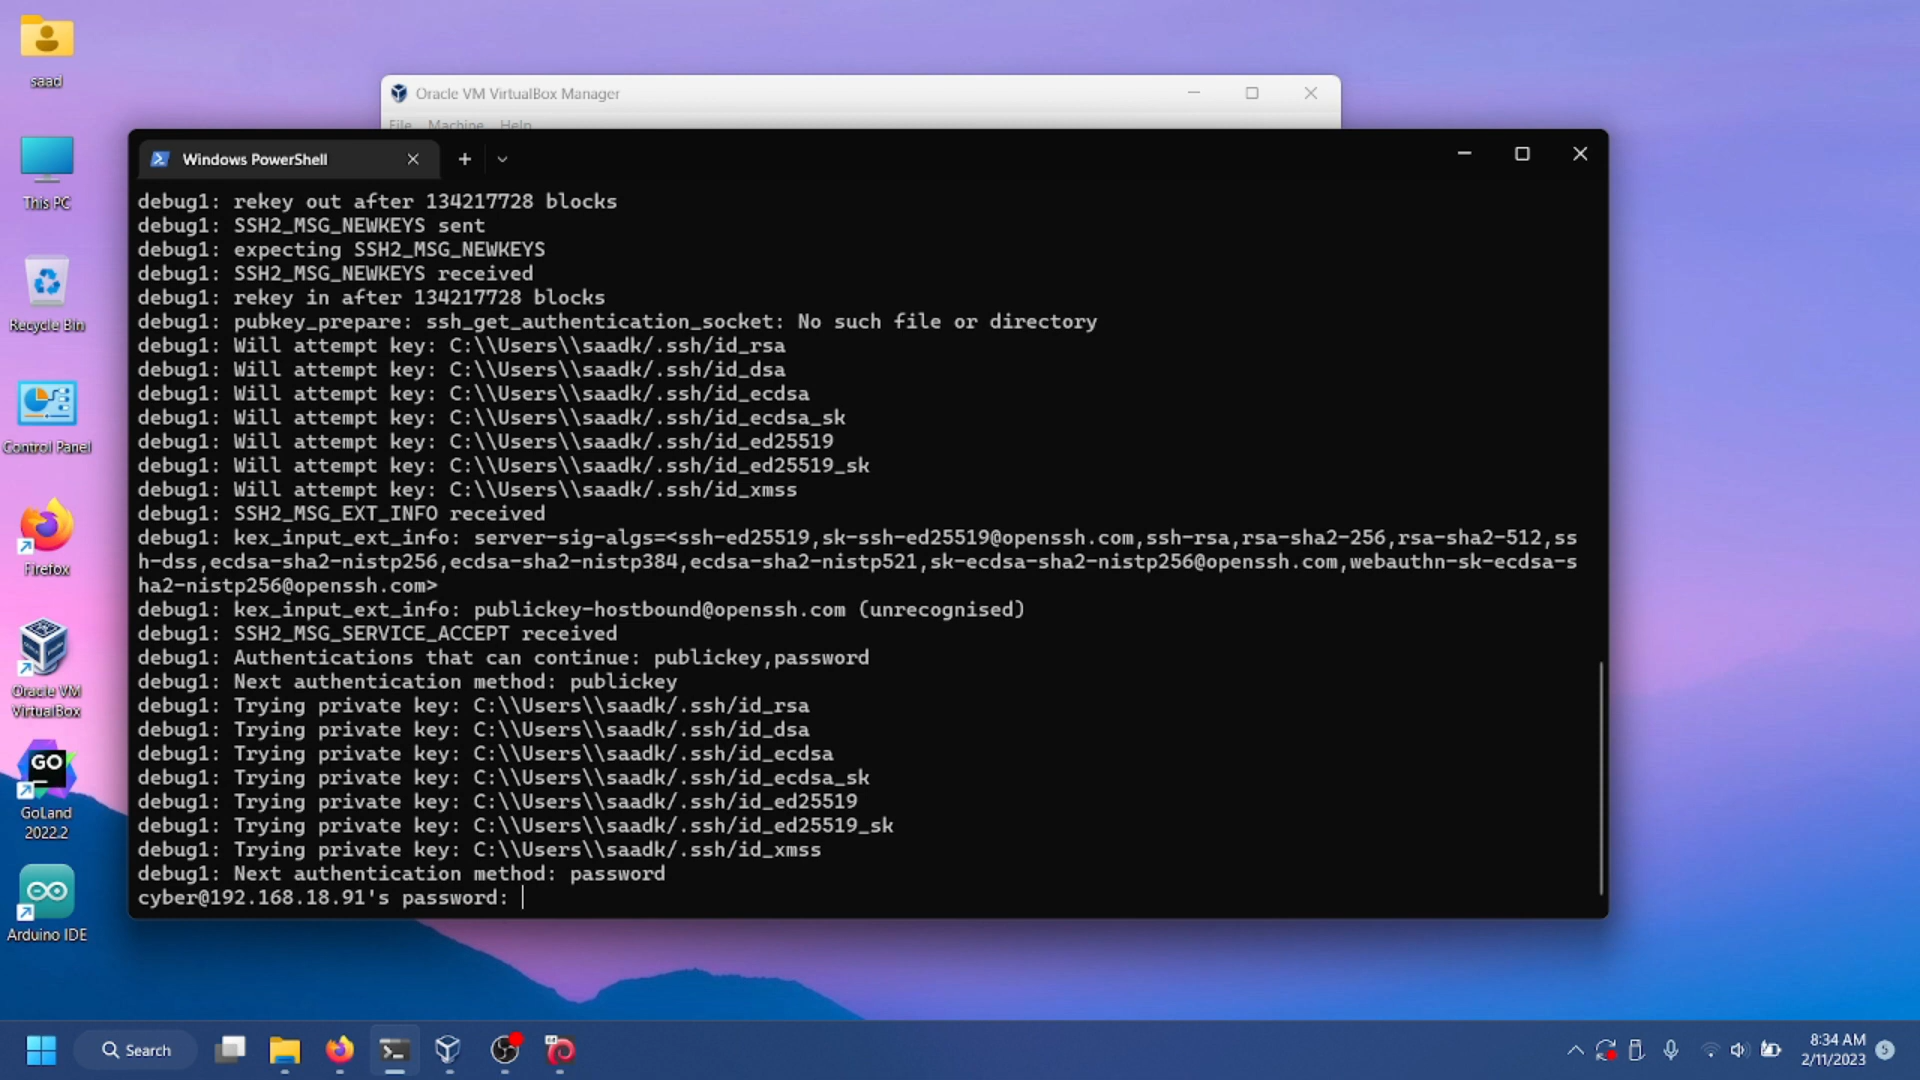 saad
This PC
Recycle Bin
Control Panel
Firefox
Oracle VM
VirtualBox
GO
GoLand
2022.2
Arduino IDE
Oracle VM VirtualBox Manager
File Machine Help
Windows PowerShell
debug1: rekey out after 134217728 blocks
debug1: SSH2_MSG_NEWKEYS sent
debug1: expecting SSH2_MSG_NEWKEYS
debug1: SSH2_MSG_NEWKEYS received
debug1: rekey in after 134217728 blocks
debug1: pubkey_prepare: ssh_get_authentication_socket: No such file or directory
debug1: Will attempt key: C:\\Users\\saadk/.ssh/id_rsa
debug1: Will attempt key: C:\\Users\\saadk/.ssh/id_dsa
debug1: Will attempt key: C:\\Users\\saadk/.ssh/id_ecdsa
debug1: Will attempt key: C:\\Users\\saadk/.ssh/id_ecdsa_sk
debug1: Will attempt key: C:\\Users\\saadk/.ssh/id_ed25519
debug1: Will attempt key: C:\\Users\\saadk/.ssh/id_ed25519_sk
debug1: Will attempt key: C:\\Users\\saadk/.ssh/id_xmss
debug1: SSH2_MSG_EXT_INFO received
debug1: kex_input_ext_info: server-sig-algs=<ssh-ed25519,sk-ssh-ed25519@openssh.com,ssh-rsa,rsa-sha2-256,rsa-sha2-512,ss
h-dss,ecdsa-sha2-nistp256,ecdsa-sha2-nistp384,ecdsa-sha2-nistp521,sk-ecdsa-sha2-nistp256@openssh.com,webauthn-sk-ecdsa-s
ha2-nistp256@openssh.com>
debug1: kex_input_ext_info: publickey-hostbound@openssh.com (unrecognised)
debug1: SSH2_MSG_SERVICE_ACCEPT received
debug1: Authentications that can continue: publickey,password
debug1: Next authentication method: publickey
debug1: Trying private key: C:\\Users\\saadk/.ssh/id_rsa
debug1: Trying private key: C:\\Users\\saadk/.ssh/id_dsa
debug1: Trying private key: C:\\Users\\saadk/.ssh/id_ecdsa
debug1: Trying private key: C:\\Users\\saadk/.ssh/id_ecdsa_sk
debug1: Trying private key: C:\\Users\\saadk/.ssh/id_ed25519
debug1: Trying private key: C:\\Users\\saadk/.ssh/id_ed25519_sk
debug1: Trying private key: C:\\Users\\saadk/.ssh/id_xmss
debug1: Next authentication method: password
cyber@192.168.18.91's password:
Search
8:34 AM
2/11/2023
5